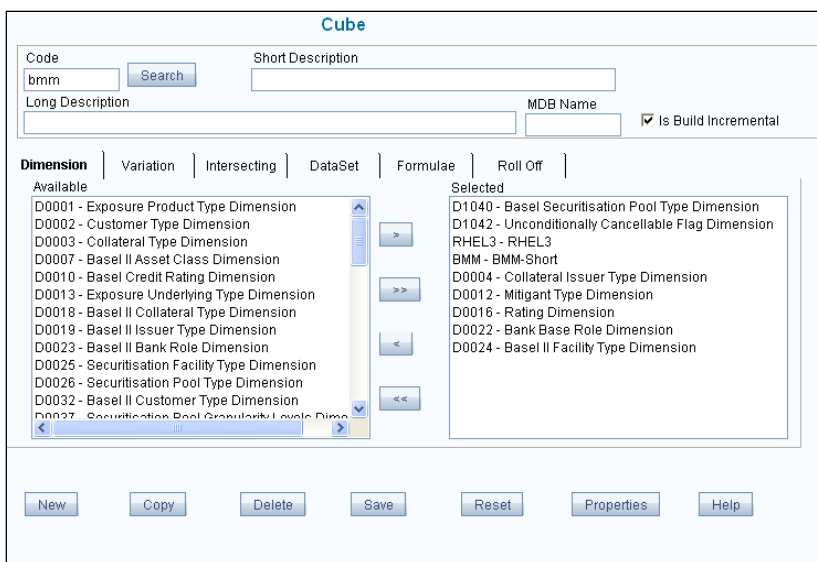 Cube
Code
Short Description
bmm
Search
Long Description
MDB Name
Is Build Incremental
Dimension
Variation
Intersecting
DataSet
Formulae
Roll Off
Available
Selected
D0001 - Exposure Product Type Dimension
D0002 - Customer Type Dimension
D0003 - Collateral Type Dimension
D0007 - Basel II Asset Class Dimension
D0010 - Basel Credit Rating Dimension
D0013 - Exposure Underlying Type Dimension
D0018 - Basel II Collateral Type Dimension
D0019 - Basel II Issuer Type Dimension
D0023 - Basel II Bank Role Dimension
D0025 - Securitisation Facility Type Dimension
D0026 - Securitisation Pool Type Dimension
D0032 - Basel II Customer Type Dimension
D0037 - Securitisation Pool Granularity Levels Dime
>
>>
<
<<
D1040 - Basel Securitisation Pool Type Dimension
D1042 - Unconditionally Cancellable Flag Dimension
RHEL3 - RHEL3
BMM - BMM-Short
D0004 - Collateral Issuer Type Dimension
D0012 - Mitigant Type Dimension
D0016 - Rating Dimension
D0022 - Bank Base Role Dimension
D0024 - Basel II Facility Type Dimension
New
Copy
Delete
Save
Reset
Properties
Help